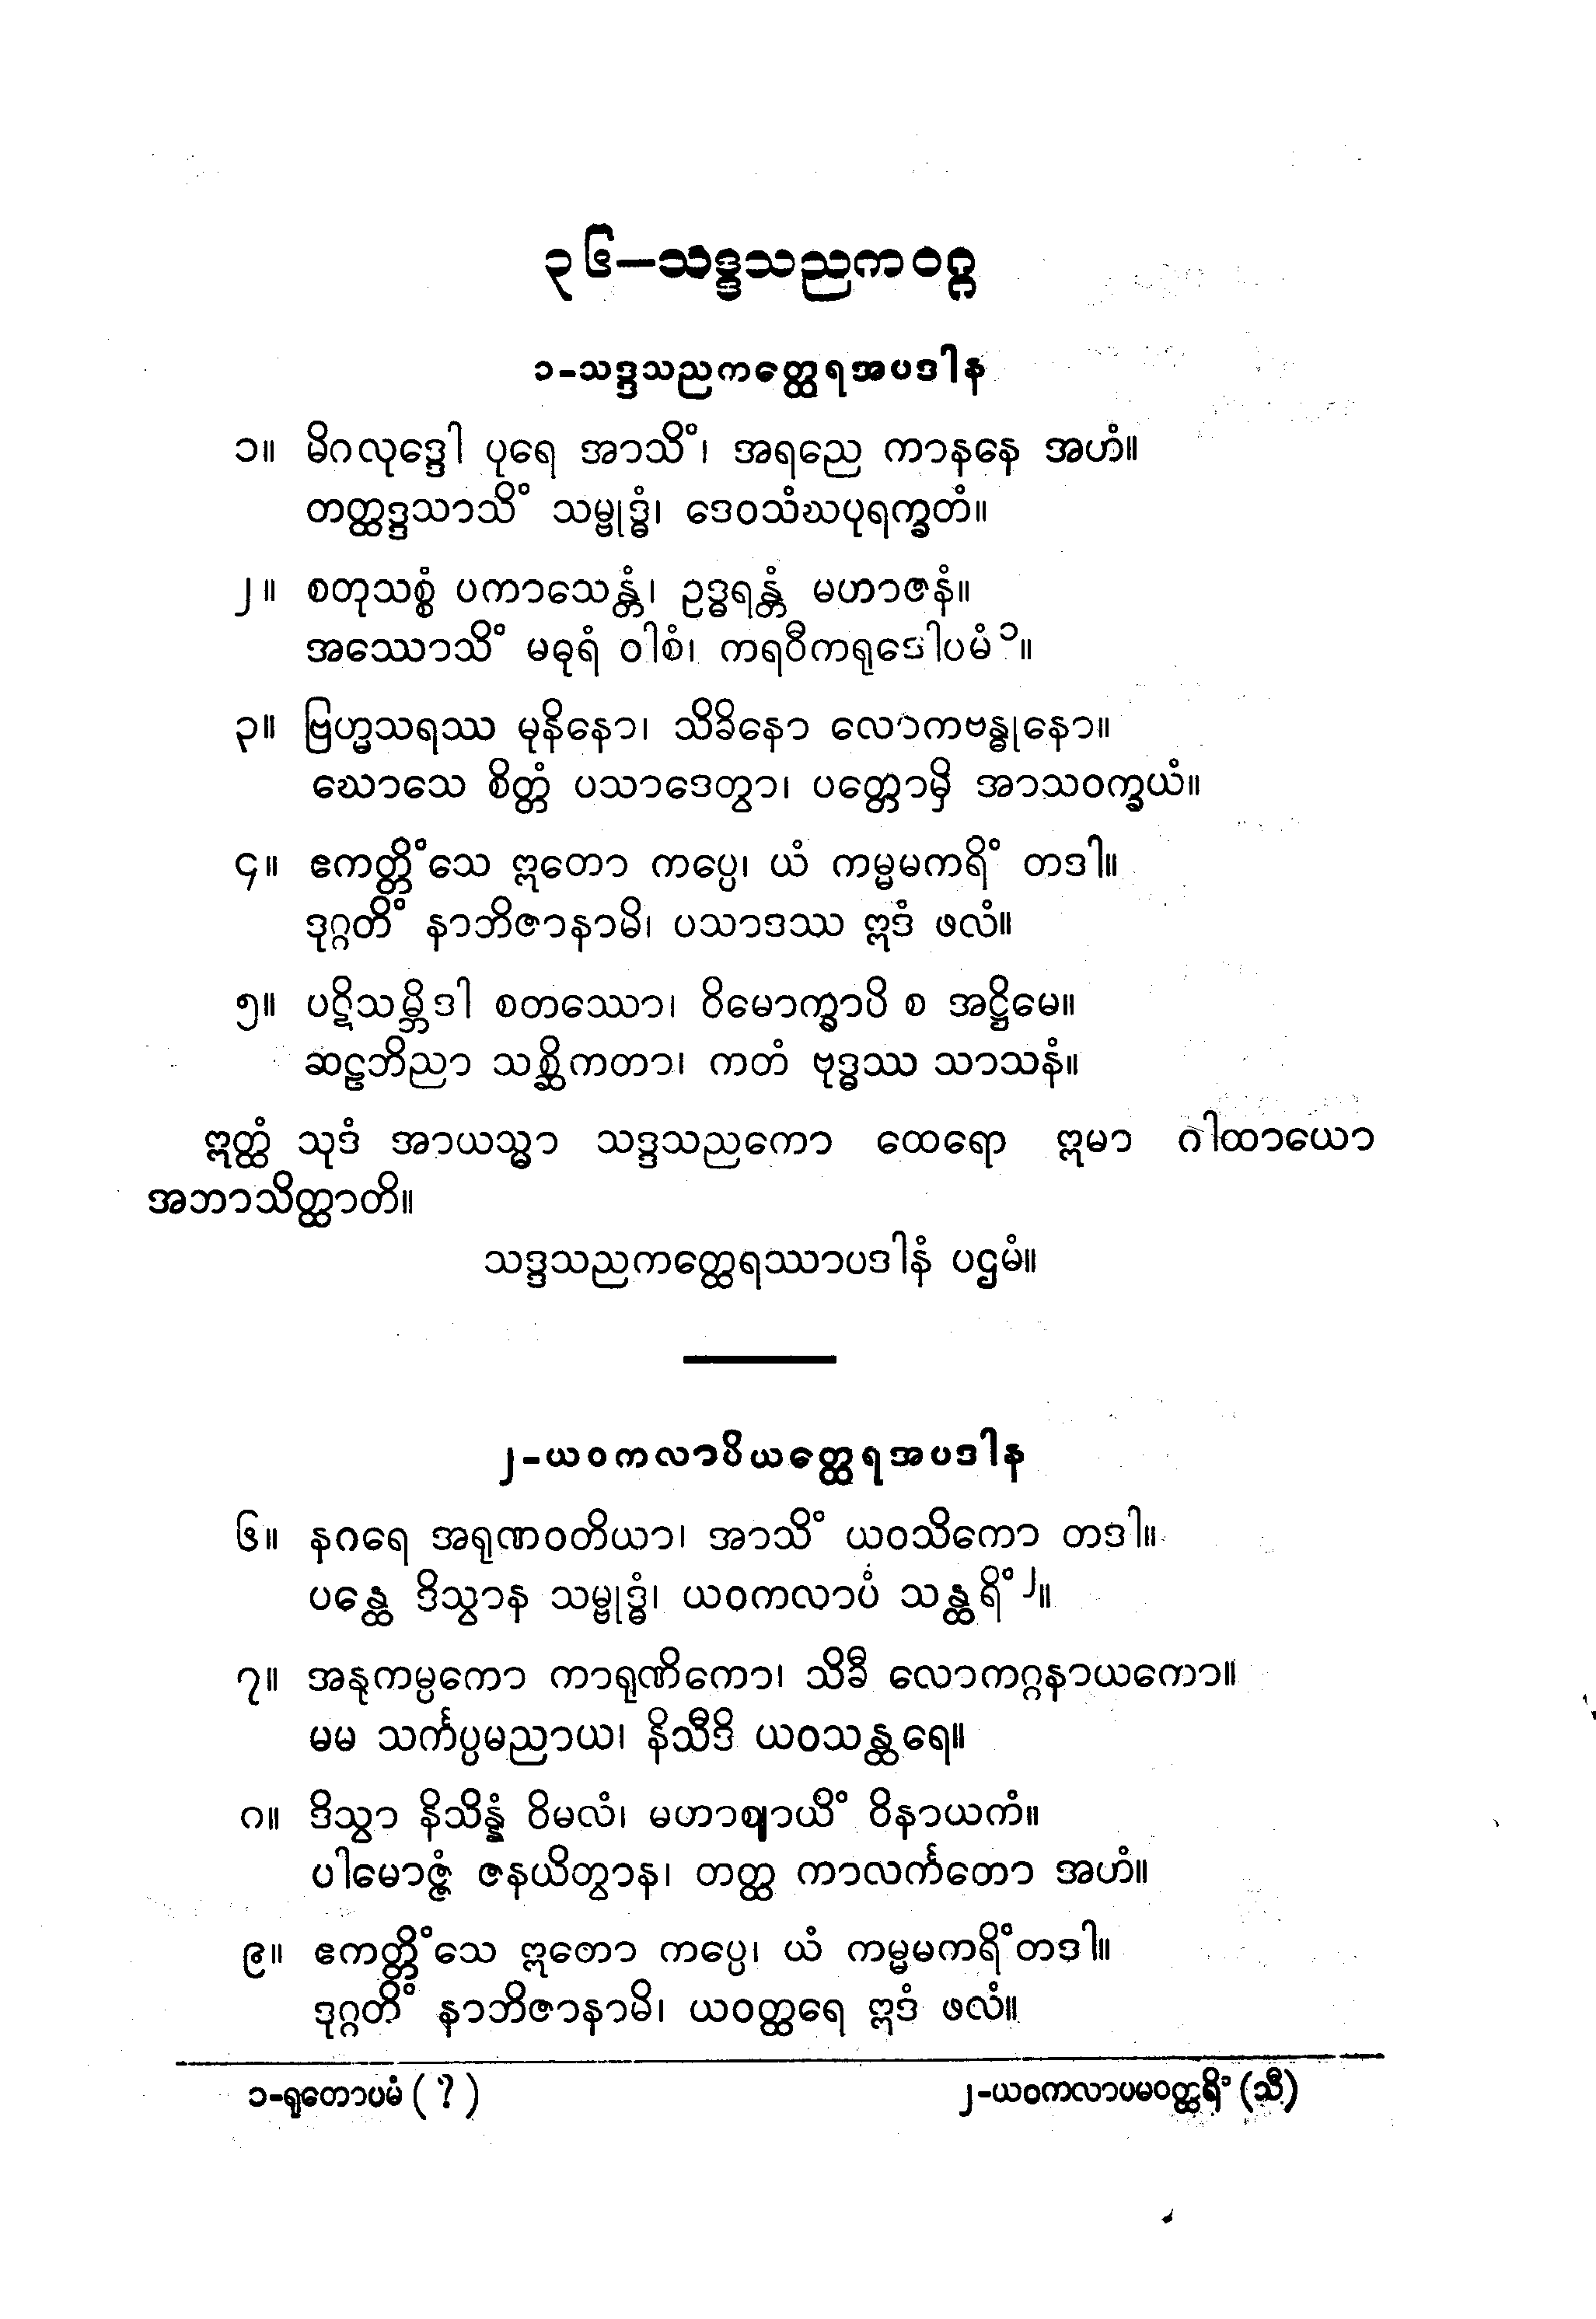 ၃၆—သဒ္ဒသညကဝဂ္ဂ
၁-သဒ္ဒသညကတ္ထေရအပဒါန
၁။ မိဂလုဒ္ဒေါ ပုရေ အာသိံ၊ အရညေ ကာနနေ အဟံ။
တတ္ထဒ္ဒသာသိံ သမ္ဗုဒ္ဓံ၊ ဒေဝသံဃပုရက္ခတံ။
၂။ စတုသစ္စံ ပကာသေန္တံ၊ ဥဒ္ဓရန္တံ မဟာဇနံ။
အဿောသိံ မဓုရံ ဝါစံ၊ ကရဝီကရုဒေါပမံ၁။
၃။ ဗြဟ္မသရဿ မုနိနော၊ သိခိနော လောကဗန္ဓုနော။
ဃောသေ စိတ္တံ ပသာဒေတွာ၊ ပတ္တောမှိ အာသဝက္ခယံ။
၄။ ဧကတ္တိံသေ ဣတော ကပ္ပေ၊ ယံ ကမ္မမကရိံ တဒါ။
ဒုဂ္ဂတိံ နာဘိဇာနာမိ၊ ပသာဒဿ ဣဒံ ဖလံ။
၅။ ပဋိသမ္ဘိဒါ စတဿော၊ ဝိမောက္ခာပိ စ အဋ္ဌိမေ။
ဆဠဘိညာ သစ္ဆိကတာ၊ ကတံ ဗုဒ္ဓဿ သာသနံ။
ဣတ္ထံ သုဒံ အာယသ္မာ သဒ္ဒသညကော ထေရော ဣမာ ဂါထာယော
အဘာသိတ္ထာတိ။
သဒ္ဒသညကတ္ထေရဿာပဒါနံ ပဌမံ။
၂-ယဝကလာပိယတ္ထေရအပဒါန
၆။ နဂရေ အရုဏဝတိယာ၊ အာသိံ ယဝသိကော တဒါ။
ပန္ထေ ဒိသွာန သမ္ဗုဒ္ဓံ၊ ယဝကလာပံ သန္ထရိံ၂။
၇။ အနုကမ္ပကော ကာရုဏိကော၊ သိခီ လောကဂ္ဂနာယကော။
မမ သင်္ကပ္ပမညာယ၊ နိသီဒိ ယဝသန္ထရေ။
၈။ ဒိသွာ နိသိန္နံ ဝိမလံ၊ မဟာဈာယိံ ဝိနာယကံ။
ပါမောဇ္ဇံ ဇနယိတွာန၊ တတ္ထ ကာလင်္ကတော အဟံ။
၉။ ဧကတ္တိံသေ ဣတော ကပ္ပေ၊ ယံ ကမ္မမကရိံတဒါ။
ဒုဂ္ဂတိံ နာဘိဇာနာမိ၊ ယဝတ္ထရေ ဣဒံ ဖလံ။
၁-ရုတောပမံ (?) ၂-ယဝကလာပမဝတ္ထရိံ (သီ)